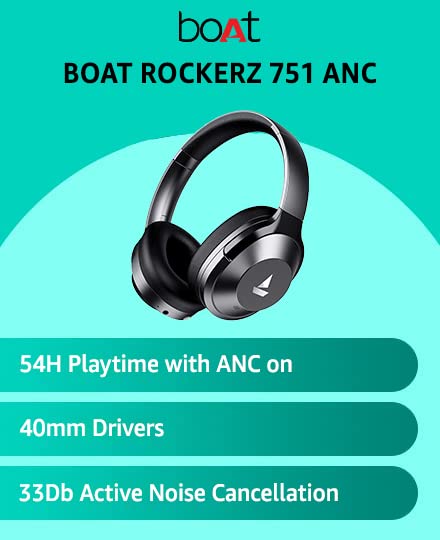 boAt
BOAT ROCKERZ 751 ANC
54H Playtime with ANC on
40mm Drivers
33Db Active Noise Cancellation